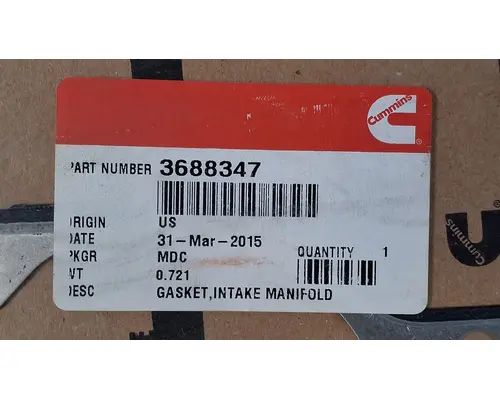 Cummins
PART NUMBER 3688347
ORIGIN US
DATE 31-Mar-2015
PKGR MDC QUANTITY 1
WT 0.721
DESC GASKET,INTAKE MANIFOLD